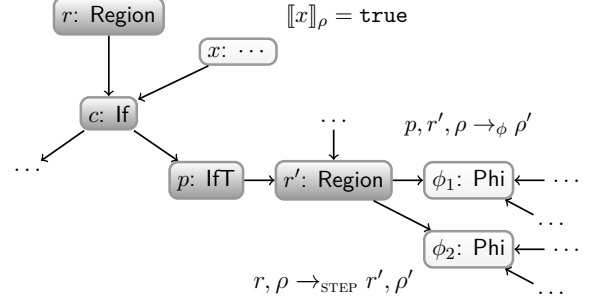 r: Region
⟦x⟧ρ = true
x: ···
c: If
···
p, r′, ρ →ϕ ρ′
···
p: IfT
r′: Region
ϕ1: Phi
···
···
ϕ2: Phi
···
r, ρ →STEP r′, ρ′
···